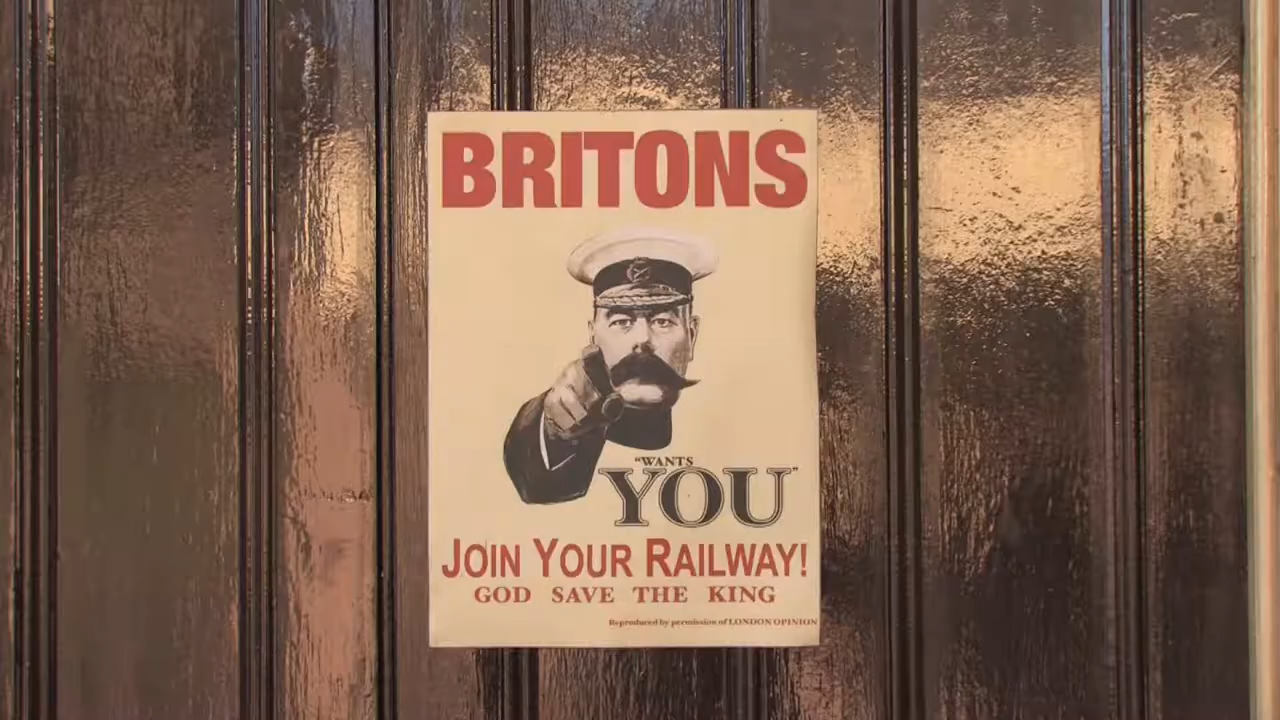 BRITONS
"WANTS
YOU"
JOIN YOUR RAILWAY!
GOD SAVE THE KING
Reproduced by permission of LONDON OPINION